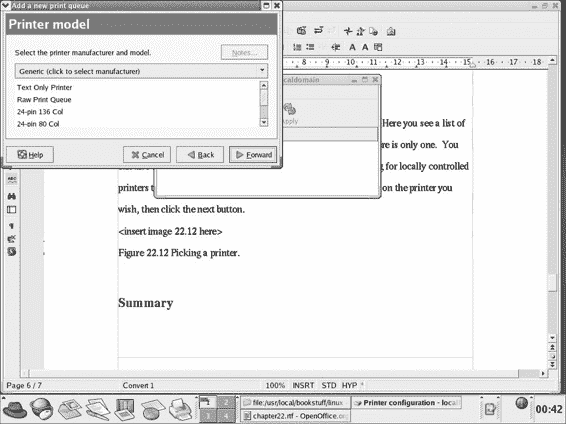 Add a new print queue
Printer model
Select the printer manufacturer and model.
Notes...
Generic (click to select manufacturer)
Text Only Printer
Raw Print Queue
24-pin 136 Col
24-pin 80 Col
Help
Cancel
Back
Forward
caldomain
Apply
Here you see a list of
re is only one. You
g for locally controlled
printers
on the printer you
wish, then click the next button.
<insert image 22.12 here>
Figure 22.12 Picking a printer.
Summary
Page 6 / 7
Convert 1
100%
INSRT
STD
HYP
*
1
2
3
4
file:/usr/local/bookstuff/linux
Printer configuration - local
chapter22.rtf - OpenOffice.org
00:42